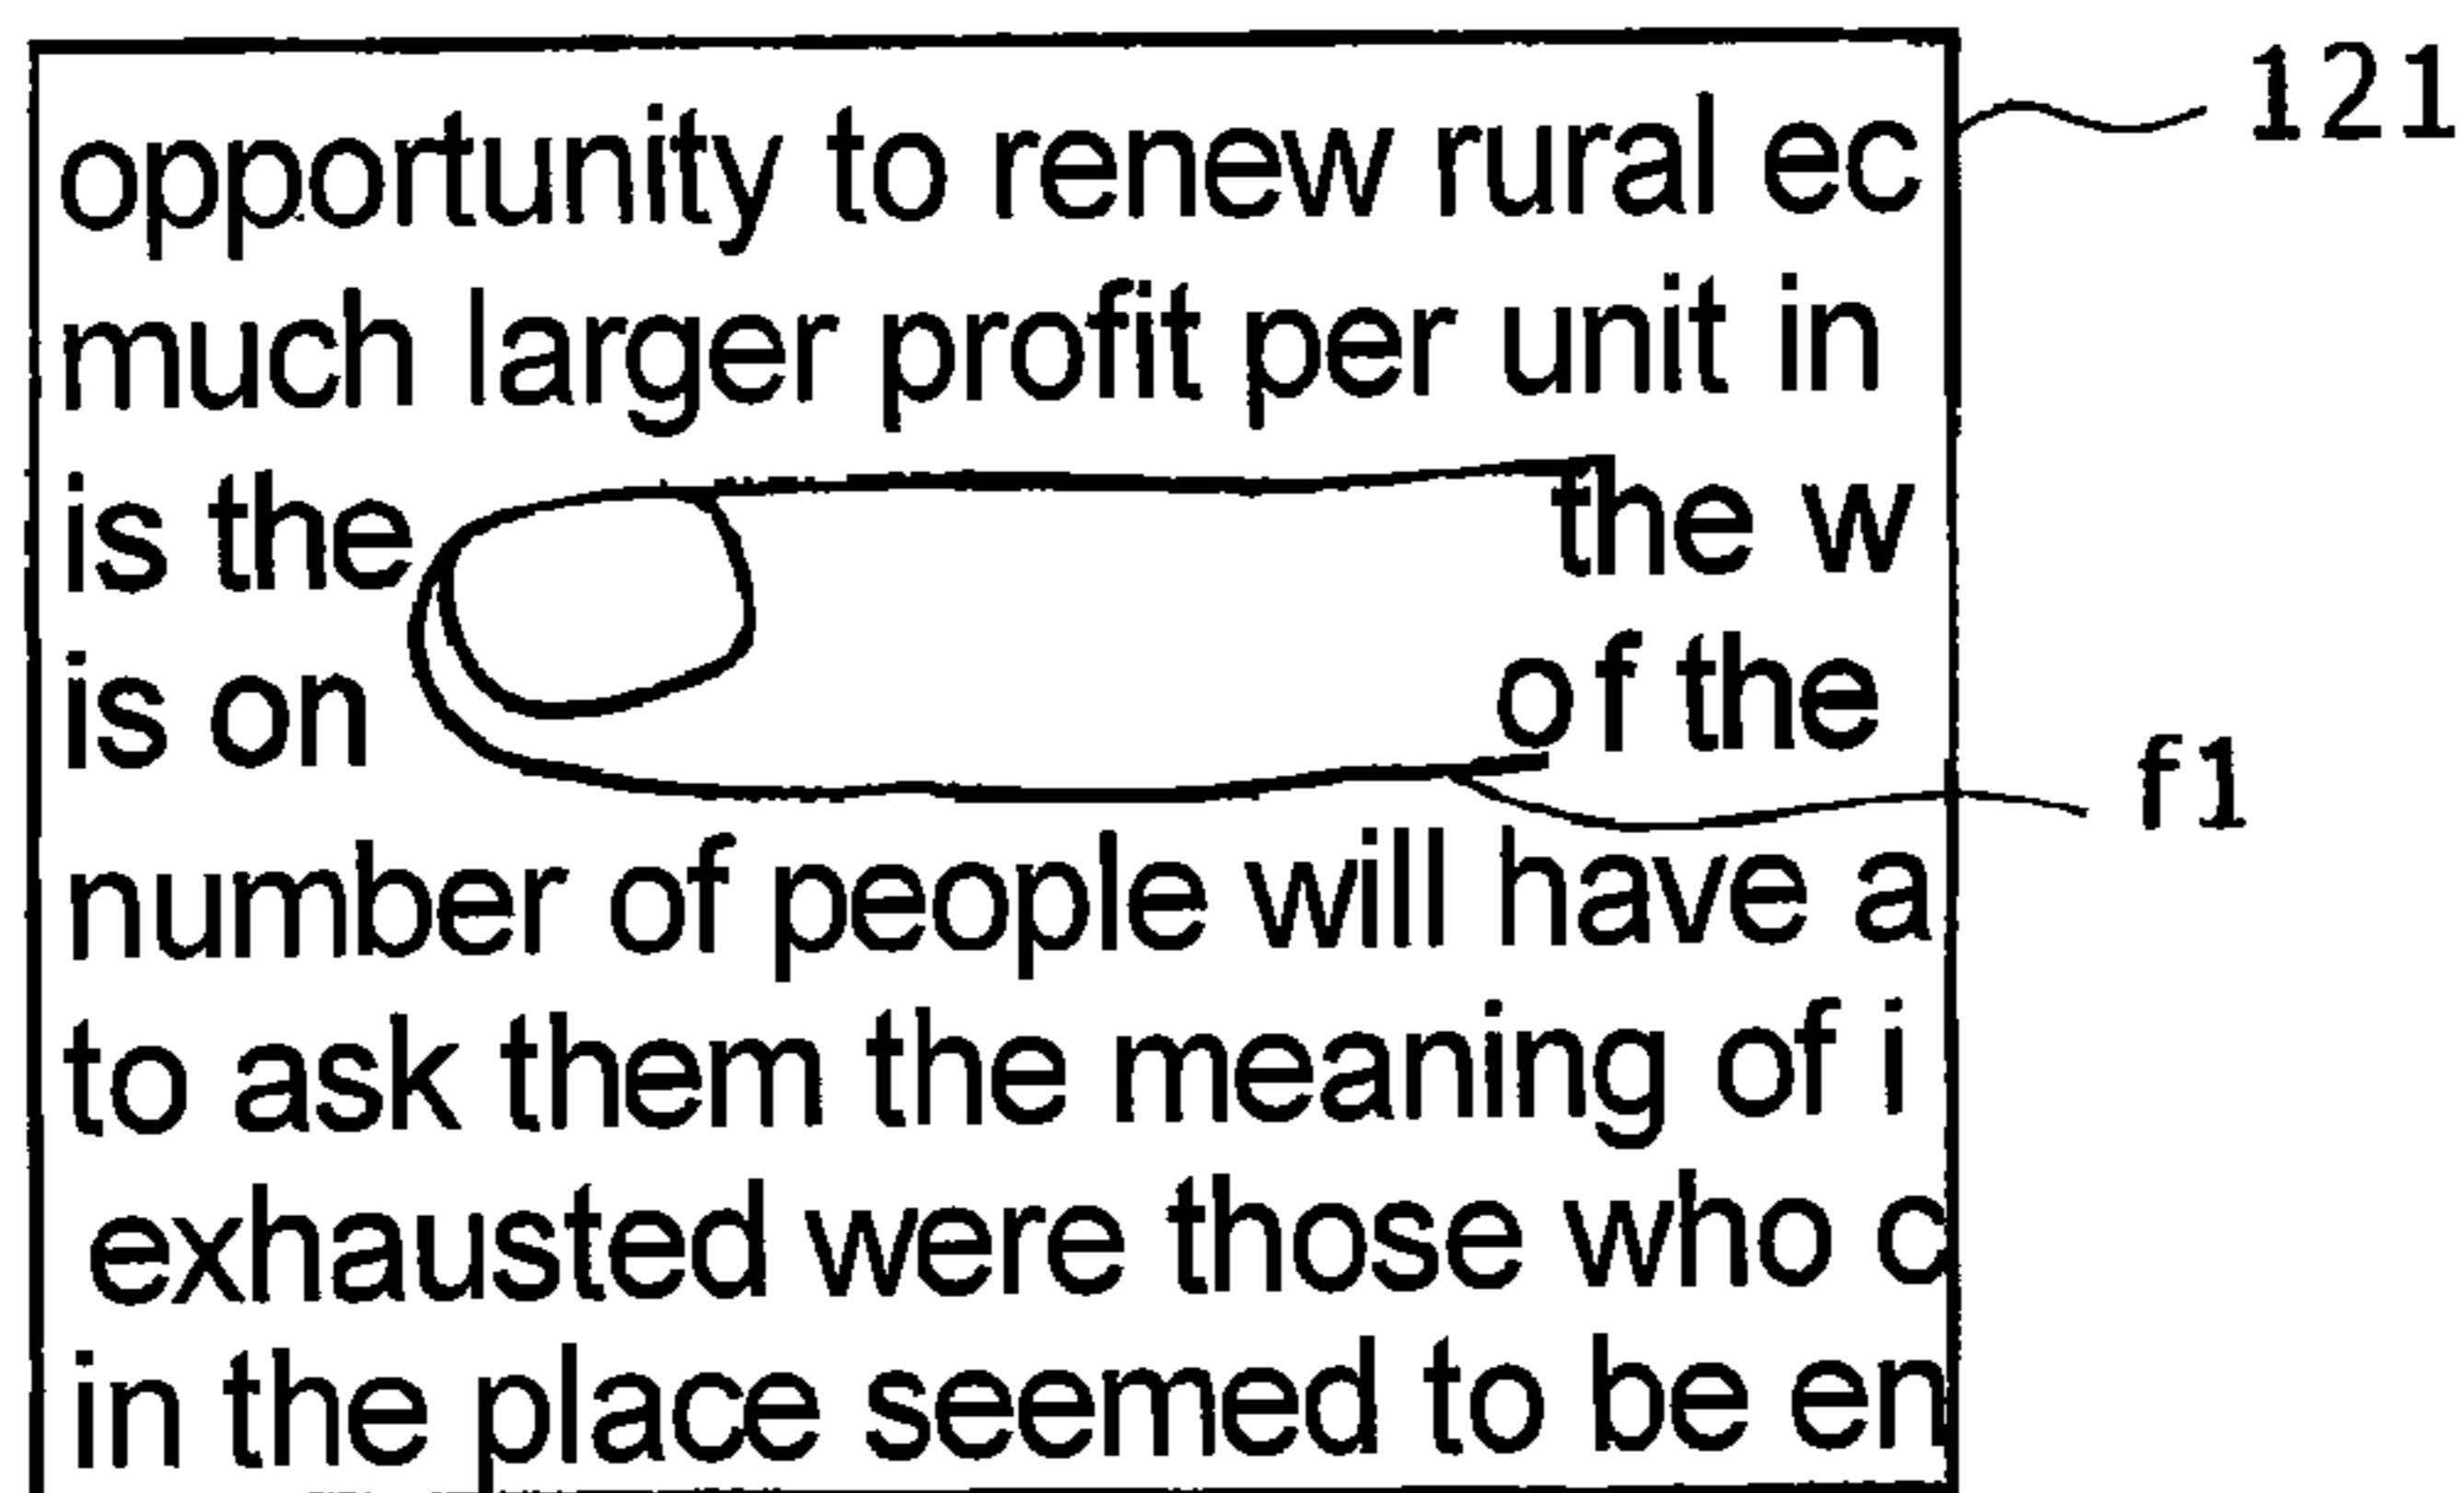 opportunity to renew rural ec
121
much larger profit per unit in
is the the w
is on of the
f1
number of people will have a
to ask them the meaning of i
exhausted were those who c
in the place seemed to be en